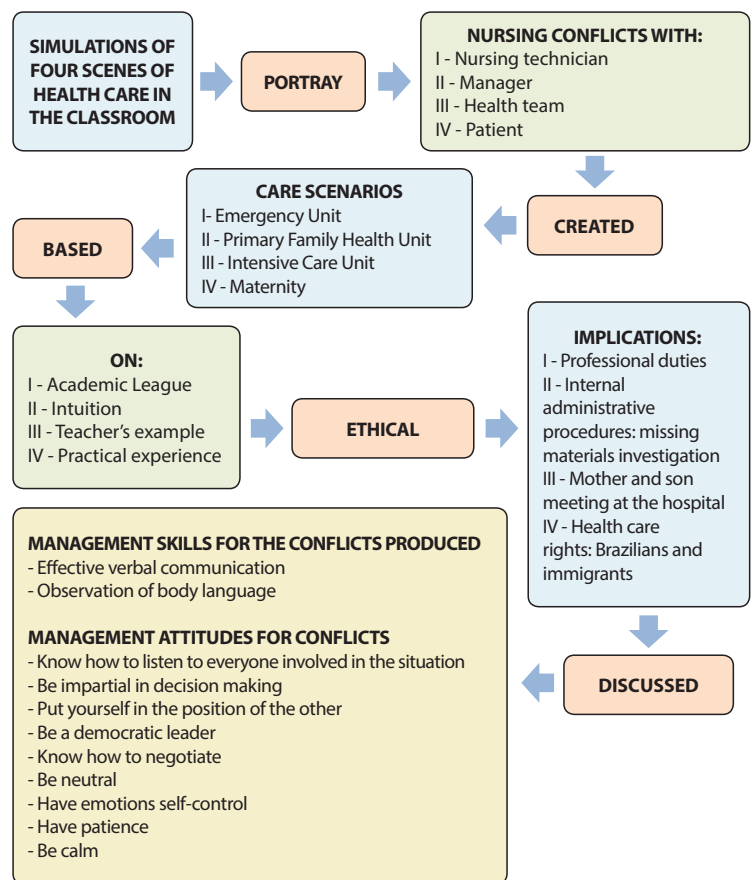 SIMULATIONS OF
FOUR SCENES OF
HEALTH CARE IN
THE CLASSROOM
PORTRAY
NURSING CONFLICTS WITH:
I - Nursing technician
II - Manager
III - Health team
IV - Patient
CREATED
CARE SCENARIOS
I- Emergency Unit
II - Primary Family Health Unit
III - Intensive Care Unit
IV - Maternity
BASED
ON:
I - Academic League
II - Intuition
III - Teacher's example
IV - Practical experience
ETHICAL
IMPLICATIONS:
I - Professional duties
II - Internal
administrative
procedures: missing
materials investigation
III - Mother and son
meeting at the hospital
IV - Health care
rights: Brazilians and
immigrants
DISCUSSED
MANAGEMENT SKILLS FOR THE CONFLICTS PRODUCED
- Effective verbal communication
- Observation of body language
MANAGEMENT ATTITUDES FOR CONFLICTS
- Know how to listen to everyone involved in the situation
- Be impartial in decision making
- Put yourself in the position of the other
- Be a democratic leader
- Know how to negotiate
- Be neutral
- Have emotions self-control
- Have patience
- Be calm